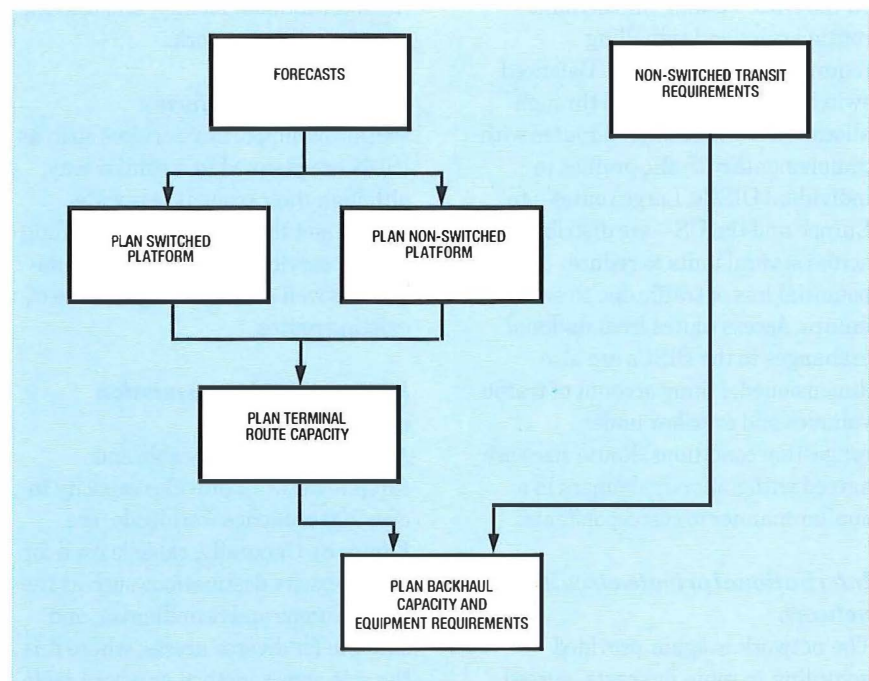 FORECASTS
NON-SWITCHED TRANSIT
REQUIREMENTS
PLAN SWITCHED
PLATFORM
PLAN NON-SWITCHED
PLATFORM
PLAN TERMINAL
ROUTE CAPACITY
PLAN BACKHAUL
CAPACITY AND
EQUIPMENT REQUIREMENTS